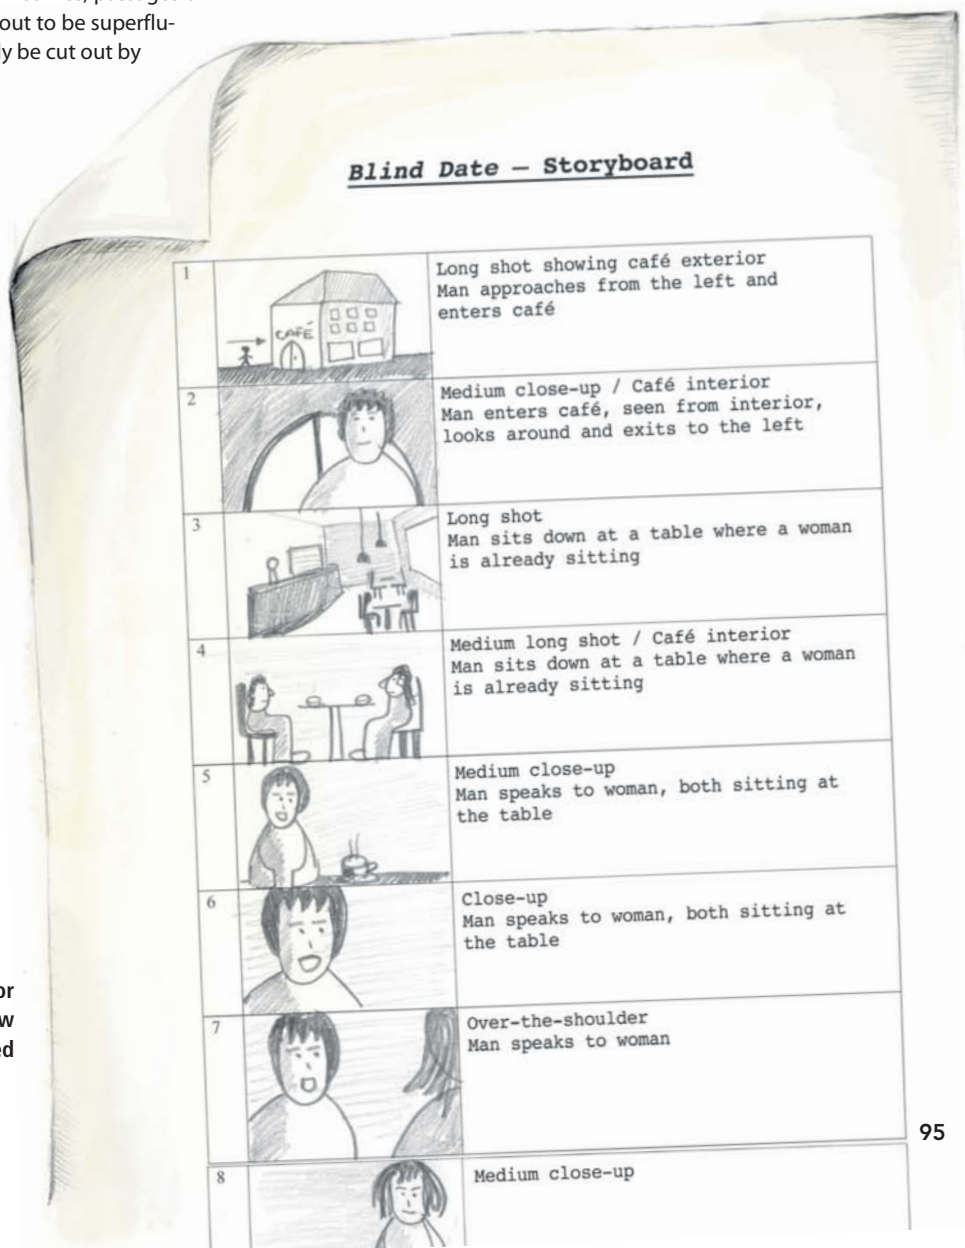 out to be superflu-
ly be cut out by
Blind Date – Storyboard
1
Long shot showing café exterior
Man approaches from the left and
enters café
CAFÉ
2
Medium close-up / Café interior
Man enters café, seen from interior,
looks around and exits to the left
3
Long shot
Man sits down at a table where a woman
is already sitting
4
Medium long shot / Café interior
Man sits down at a table where a woman
is already sitting
5
Medium close-up
Man speaks to woman, both sitting at
the table
6
Close-up
Man speaks to woman, both sitting at
the table
7
Over-the-shoulder
Man speaks to woman
8
Medium close-up
or
w
ed
95